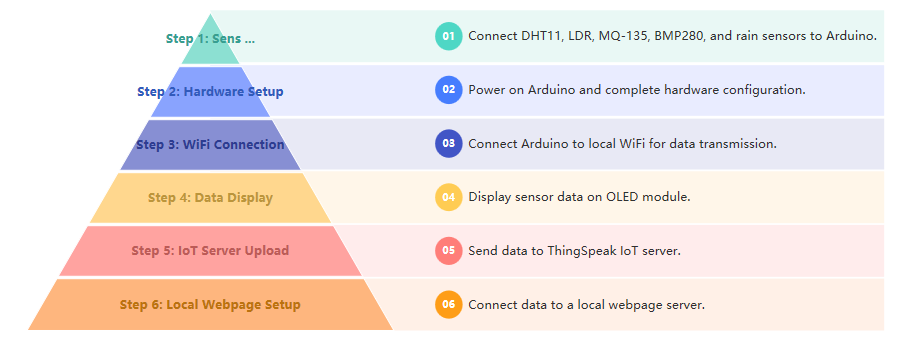 Step 1: Sens ...
01 Connect DHT11, LDR, MQ-135, BMP280, and rain sensors to Arduino.
Step 2: Hardware Setup
02 Power on Arduino and complete hardware configuration.
Step 3: WiFi Connection
03 Connect Arduino to local WiFi for data transmission.
Step 4: Data Display
04 Display sensor data on OLED module.
Step 5: IoT Server Upload
05 Send data to ThingSpeak IoT server.
Step 6: Local Webpage Setup
06 Connect data to a local webpage server.